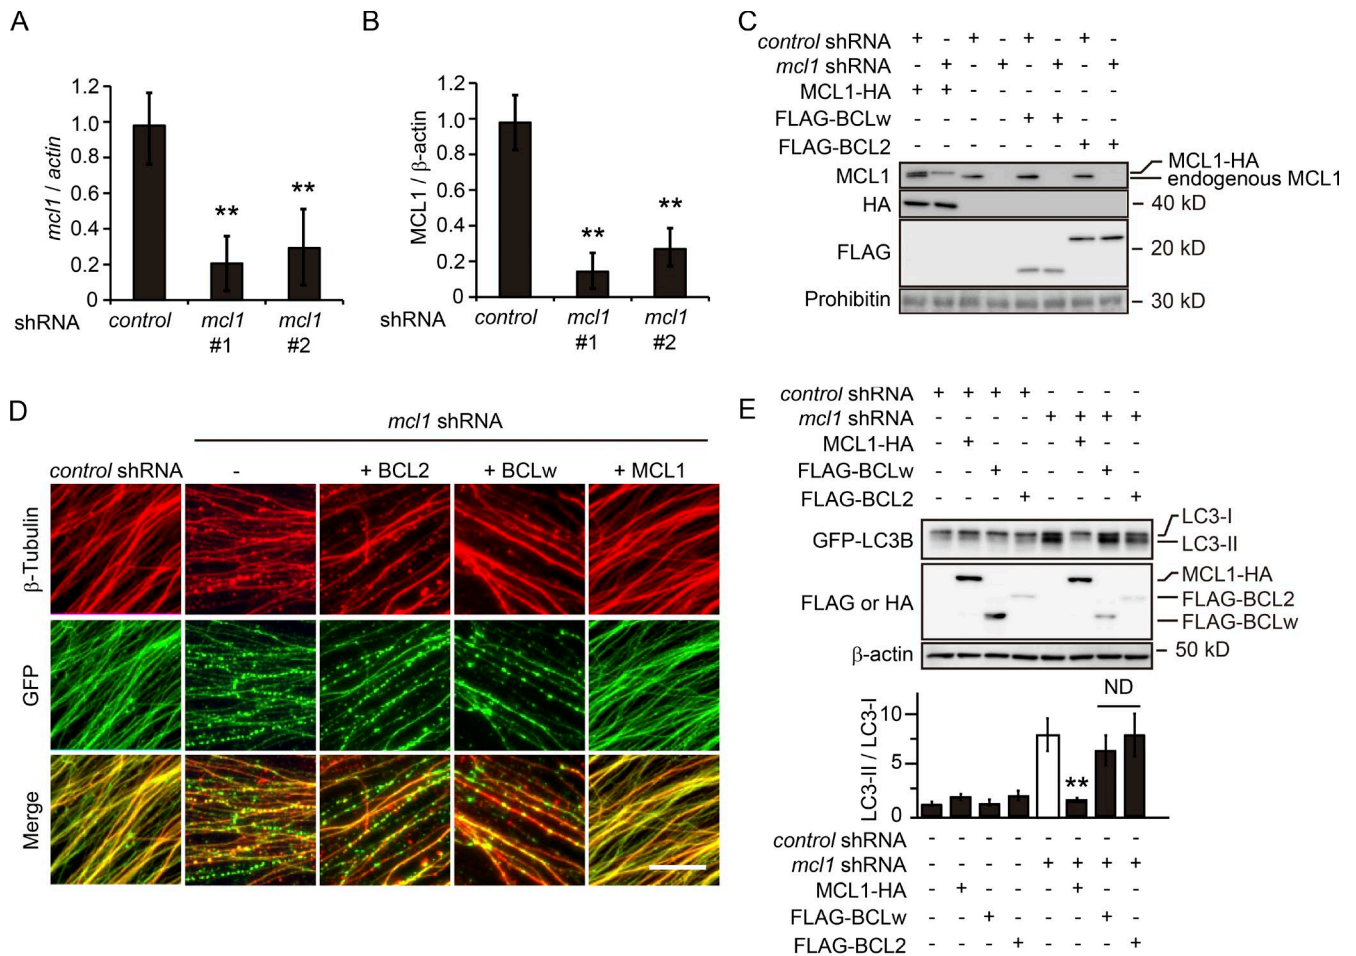 A
mcl1 / actin
1.2
1.0
0.8
0.6
0.4
0.2
0
**
**
shRNA
control
mcl1
#1
mcl1
#2
B
MCL1 / β-actin
1.2
1.0
0.8
0.6
0.4
0.2
0
**
**
shRNA
control
mcl1
#1
mcl1
#2
C
control shRNA + - + - + - + -
mcl1 shRNA - + - + - + - +
MCL1-HA + + - - - - - -
FLAG-BCLw - - - - + + - -
FLAG-BCL2 - - - - - - + +
MCL1
MCL1-HA
endogenous MCL1
HA
40 kD
FLAG
20 kD
Prohibitin
30 kD
D
mcl1 shRNA
control shRNA - + BCL2 + BCLw + MCL1
β-Tubulin
GFP
Merge
E
control shRNA + + + + - - - -
mcl1 shRNA - - - - + + + +
MCL1-HA - + - - - + - -
FLAG-BCLw - - + - - - + -
FLAG-BCL2 - - - + - - - +
GFP-LC3B
LC3-I
LC3-II
FLAG or HA
MCL1-HA
FLAG-BCL2
FLAG-BCLw
β-actin
50 kD
LC3-II / LC3-I
10
5
0
**
ND
control shRNA - - - - - - - -
mcl1 shRNA - - - - + + + +
MCL1-HA - + - - - + - -
FLAG-BCLw - - + - - - + -
FLAG-BCL2 - - - + - - - +